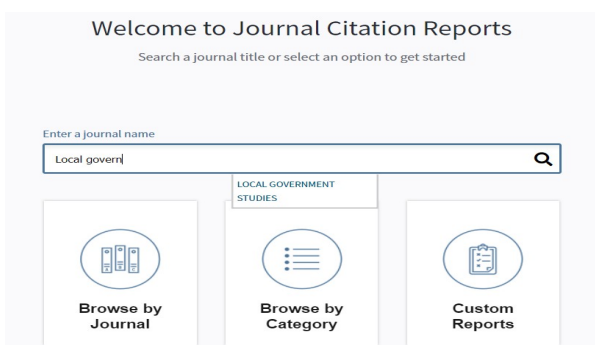 Welcome to Journal Citation Reports
Search a journal title or select an option to get started
Enter a journal name
Local govern
LOCAL GOVERNMENT
STUDIES
Browse by
Journal
Browse by
Category
Custom
Reports